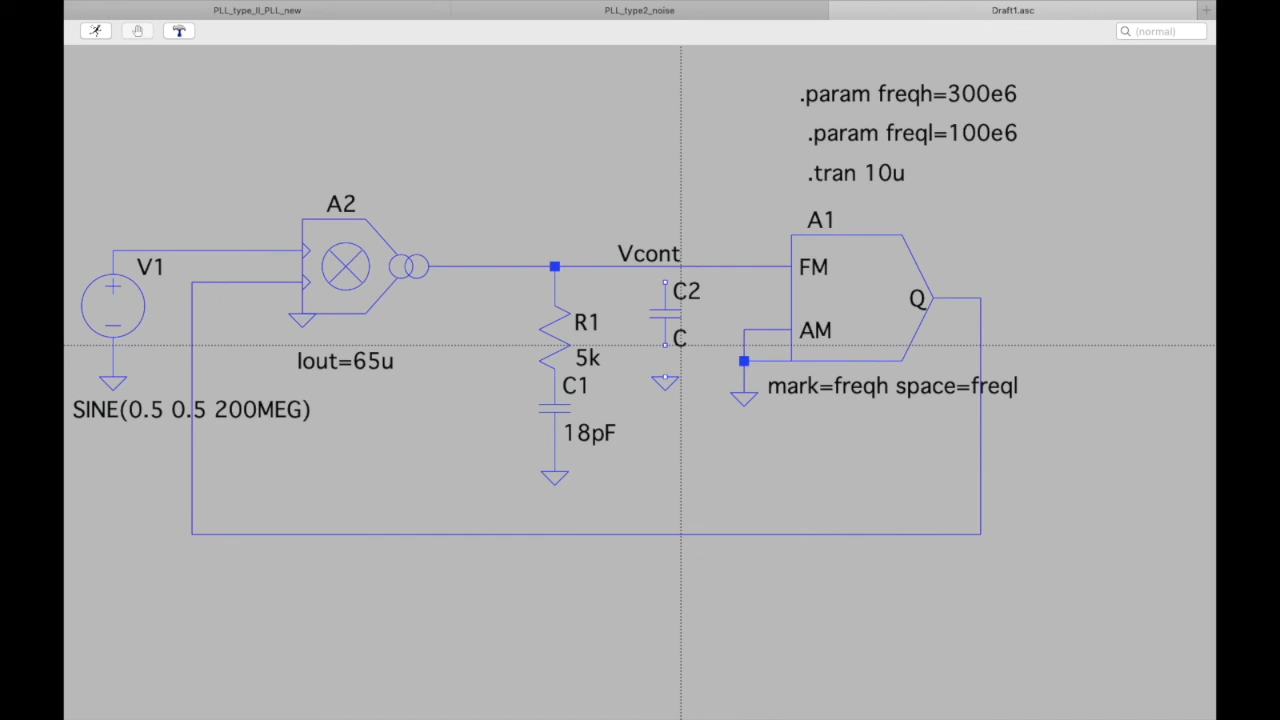 PLL_type_II_PLL_new
PLL_type2_noise
Draft1.asc
(normal)
.param freqh=300e6
.param freql=100e6
.tran 10u
A2
A1
Vcont
V1
FM
C2
Q
R1
AM
C
Iout=65u
5k
C1
mark=freqh space=freql
SINE(0.5 0.5 200MEG)
18pF